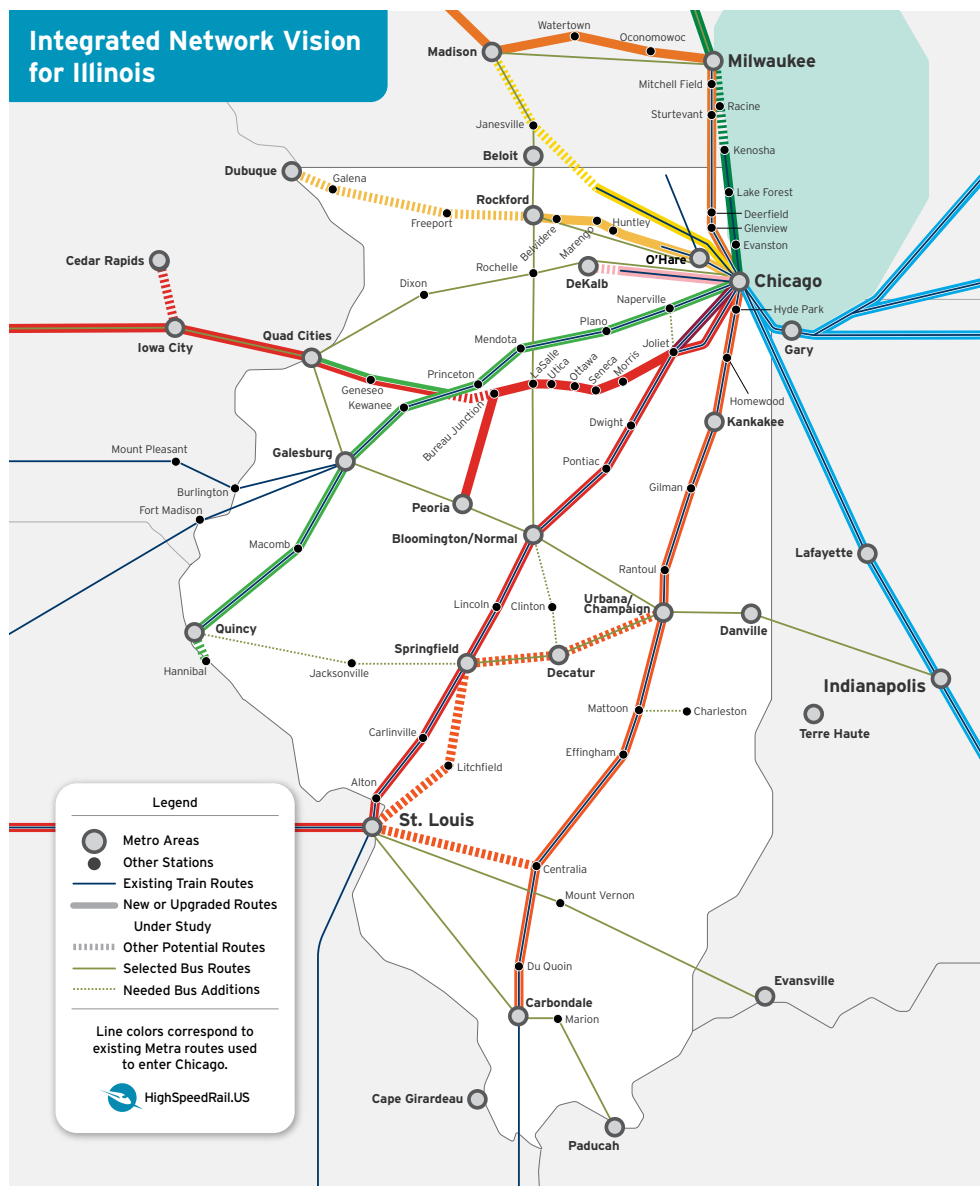 Integrated Network Vision
for Illinois
Watertown
Oconomowoc
Madison
Milwaukee
Mitchell Field
Racine
Sturtevant
Janesville
Kenosha
Beloit
Dubuque
Galena
Lake Forest
Rockford
Freeport
Belvidere
Marengo
Huntley
Deerfield
Glenview
Evanston
Cedar Rapids
O'Hare
Rochelle
Dixon
DeKalb
Chicago
Naperville
Hyde Park
Iowa City
Quad Cities
Plano
Mendota
Joliet
Gary
Geneseo
Princeton
LaSalle
Utica
Ottawa
Seneca
Morris
Kewanee
Bureau Junction
Homewood
Dwight
Kankakee
Mount Pleasant
Galesburg
Pontiac
Burlington
Gilman
Fort Madison
Peoria
Bloomington/Normal
Macomb
Lafayette
Rantoul
Lincoln
Clinton
Urbana/
Champaign
Quincy
Danville
Springfield
Hannibal
Jacksonville
Decatur
Indianapolis
Mattoon
Charleston
Terre Haute
Carlinville
Effingham
Litchfield
Alton
St. Louis
Centralia
Mount Vernon
Du Quoin
Evansville
Carbondale
Marion
Cape Girardeau
Paducah
Legend
Metro Areas
Other Stations
Existing Train Routes
New or Upgraded Routes
Under Study
Other Potential Routes
Selected Bus Routes
Needed Bus Additions
Line colors correspond to
existing Metra routes used
to enter Chicago.
HighSpeedRail.US